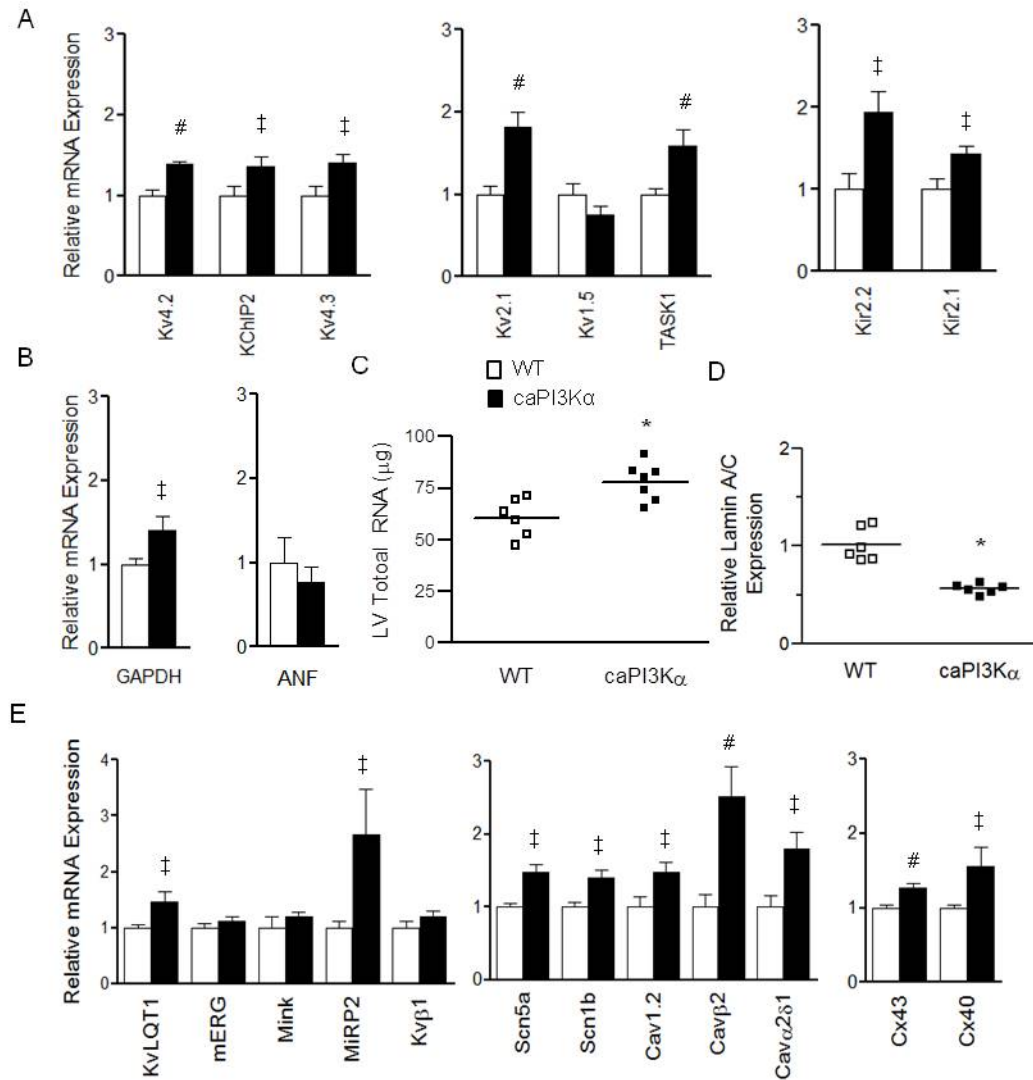 A
Relative mRNA Expression
3
2
1
0
#
‡
‡
Kv4.2
KChIP2
Kv4.3
3
2
1
0
#
#
Kv2.1
Kv1.5
TASK1
3
2
1
0
‡
‡
Kir2.2
Kir2.1
B
Relative mRNA Expression
3
2
1
0
‡
GAPDH
3
2
1
0
ANF
C
WT
caPI3Kα
LV Totoal RNA (µg)
100
75
50
25
0
*
WT
caPI3Kα
D
Relative Lamin A/C
Expression
2
1
0
*
WT
caPI3Kα
E
Relative mRNA Expression
4
3
2
1
0
‡
‡
KvLQT1
mERG
Mink
MiRP2
Kvβ1
3
2
1
0
‡
‡
‡
#
‡
Scn5a
Scn1b
Cav1.2
Cavβ2
Cavα2δ1
3
2
1
0
#
‡
Cx43
Cx40